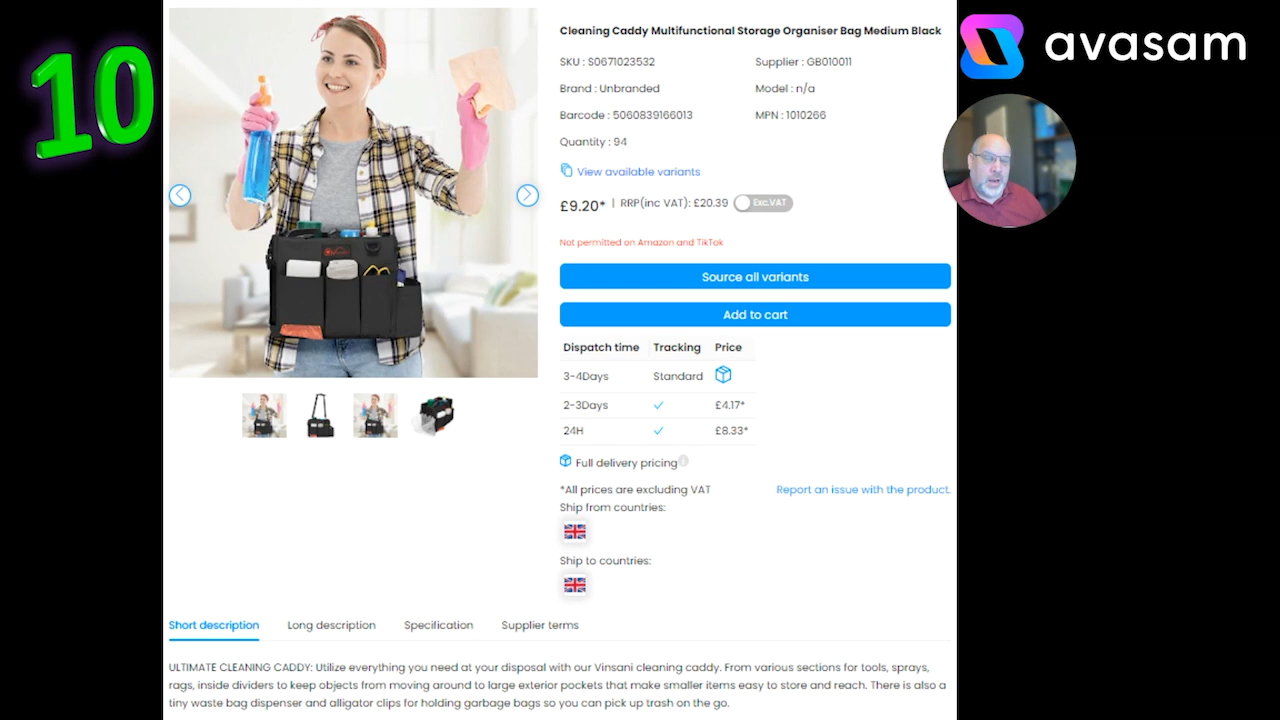 10
avasam
Cleaning Caddy Multifunctional Storage Organiser Bag Medium Black
SKU : S0671023532 Supplier : GB010011
Brand : Unbranded Model : n/a
Barcode : 5060839166013 MPN : 1010266
Quantity : 94
View available variants
£9.20* | RRP(inc VAT): £20.39 Exc.VAT
Not permitted on Amazon and TikTok
Source all variants
Add to cart
Dispatch time Tracking Price
3-4Days Standard
2-3Days £4.17*
24H £8.33*
Full delivery pricing
*All prices are excluding VAT Report an issue with the product.
Ship from countries:
Ship to countries:
Short description Long description Specification Supplier terms
ULTIMATE CLEANING CADDY: Utilize everything you need at your disposal with our Vinsani cleaning caddy. From various sections for tools, sprays,
rags, inside dividers to keep objects from moving around to large exterior pockets that make smaller items easy to store and reach. There is also a
tiny waste bag dispenser and alligator clips for holding garbage bags so you can pick up trash on the go.